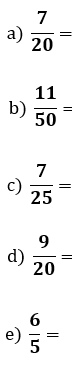 a) 7/20 =
b) 11/50 =
c) 7/25 =
d) 9/20 =
e) 6/5 =